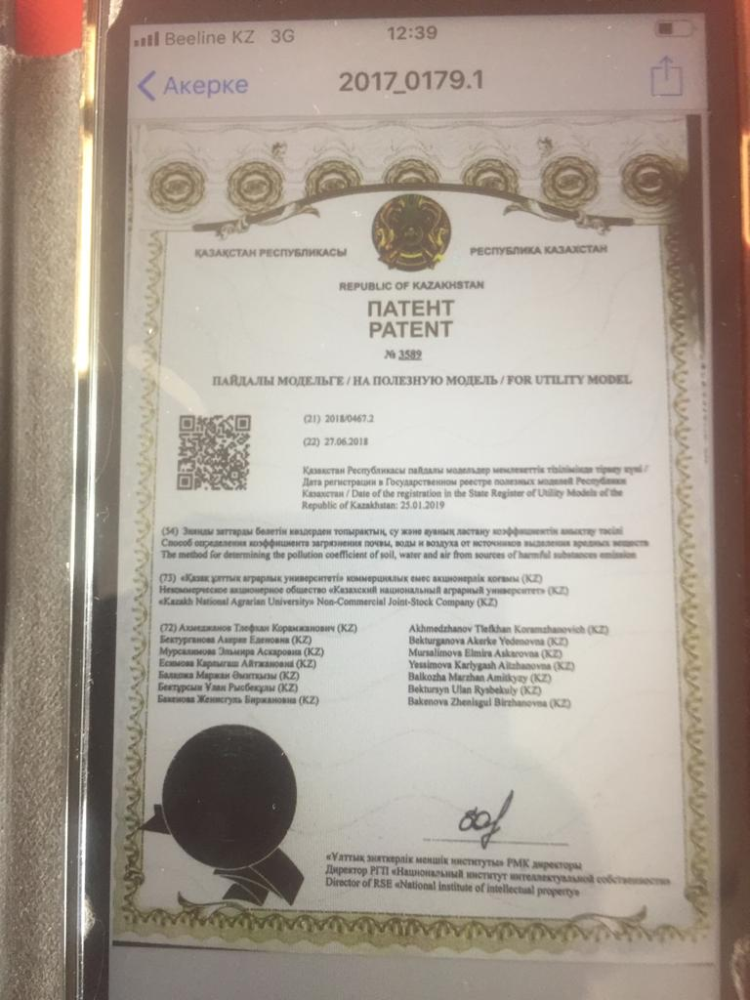 Beeline KZ 3G 12:39
Акерке 2017_0179.1
ҚАЗАҚСТАН РЕСПУБЛИКАСЫ РЕСПУБЛИКА КАЗАХСТАН
REPUBLIC OF KAZAKHSTAN
ПАТЕНТ
PATENT
№ 3589
ПАЙДАЛЫ МОДЕЛЬГЕ / НА ПОЛЕЗНУЮ МОДЕЛЬ / FOR UTILITY MODEL
(21) 2018/0467.2
(22) 27.06.2018
Қазақстан Республикасы пайдалы модельдер мемлекеттік тізілімінде тіркеу күні /
Дата регистрации в Государственном реестре полезных моделей Республики
Казахстан / Date of the registration in the State Register of Utility Models of the
Republic of Kazakhstan: 25.01.2019
(54) Зиянды заттарды бөлетін көздерден топырақтың, су және ауаның ластану коэффициентін анықтау тәсілі
Способ определения коэффициента загрязнения почвы, воды и воздуха от источников выделения вредных веществ
The method for determining the pollution coefficient of soil, water and air from sources of harmful substances emission
(73) «Қазақ ұлттық аграрлық университеті» коммерциялық емес акционерлік қоғамы (KZ)
Некоммерческое акционерное общество «Казахский национальный аграрный университет» (KZ)
«Kazakh National Agrarian University» Non-Commercial Joint-Stock Company (KZ)
(72) Ахмеджанов Тлефхан Корамжанович (KZ) Akhmedzhanov Tlefkhan Koramzhanovich (KZ)
Бектурганова Акерке Еденовна (KZ) Bekturganova Akerke Yedenovna (KZ)
Мурсалимова Эльмира Аскаровна (KZ) Mursalimova Elmira Askarovna (KZ)
Есимова Карлыгаш Айтжановна (KZ) Yessimova Karlygash Aitzhanovna (KZ)
Балқожа Маржан Әмитқызы (KZ) Balkozha Marzhan Amitkyzy (KZ)
Бектұрсын Ұлан Рысбекұлы (KZ) Bektursyn Ulan Rysbekuly (KZ)
Бакенова Женисгуль Биржановна (KZ) Bakenova Zhenisgul Birzhanovna (KZ)
«Ұлттық зияткерлік меншік институты» РМК директоры
Директор РГП «Национальный институт интеллектуальной собственности»
Director of RSE «National institute of intellectual property»